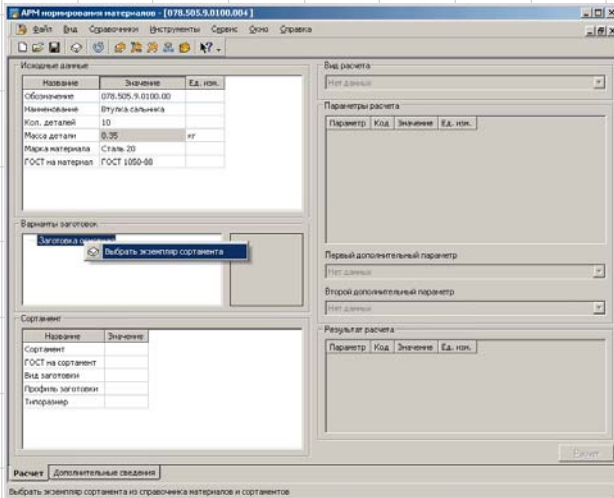 АРМ нормирования материалов - [078.505.9.0100.004 ]
Файл Вид Справочники Инструменты Сервис Окно Справка
Исходные данные
Название Значение Ед. изм.
Обозначение 078.505.9.0100.00
Наименование Втулка сальника
Кол. деталей 10
Масса детали 0.35 кг
Марка материала Сталь 20
ГОСТ на материал ГОСТ 1050-88
Варианты заготовок
Заготовка
Выбрать экземпляр сортамента
Сортамент
Название Значение
Сортамент
ГОСТ на сортамент
Вид заготовки
Профиль заготовки
Типоразмер
Вид расчета
Нет данных
Параметры расчета
Параметр Код Значение Ед. изм.
Первый дополнительный параметр
Нет данных
Второй дополнительный параметр
Нет данных
Результат расчета
Параметр Код Значение Ед. изм.
Расчет
Расчет Дополнительные сведения
Выбрать экземпляр сортамента из справочника материалов и сортаментов